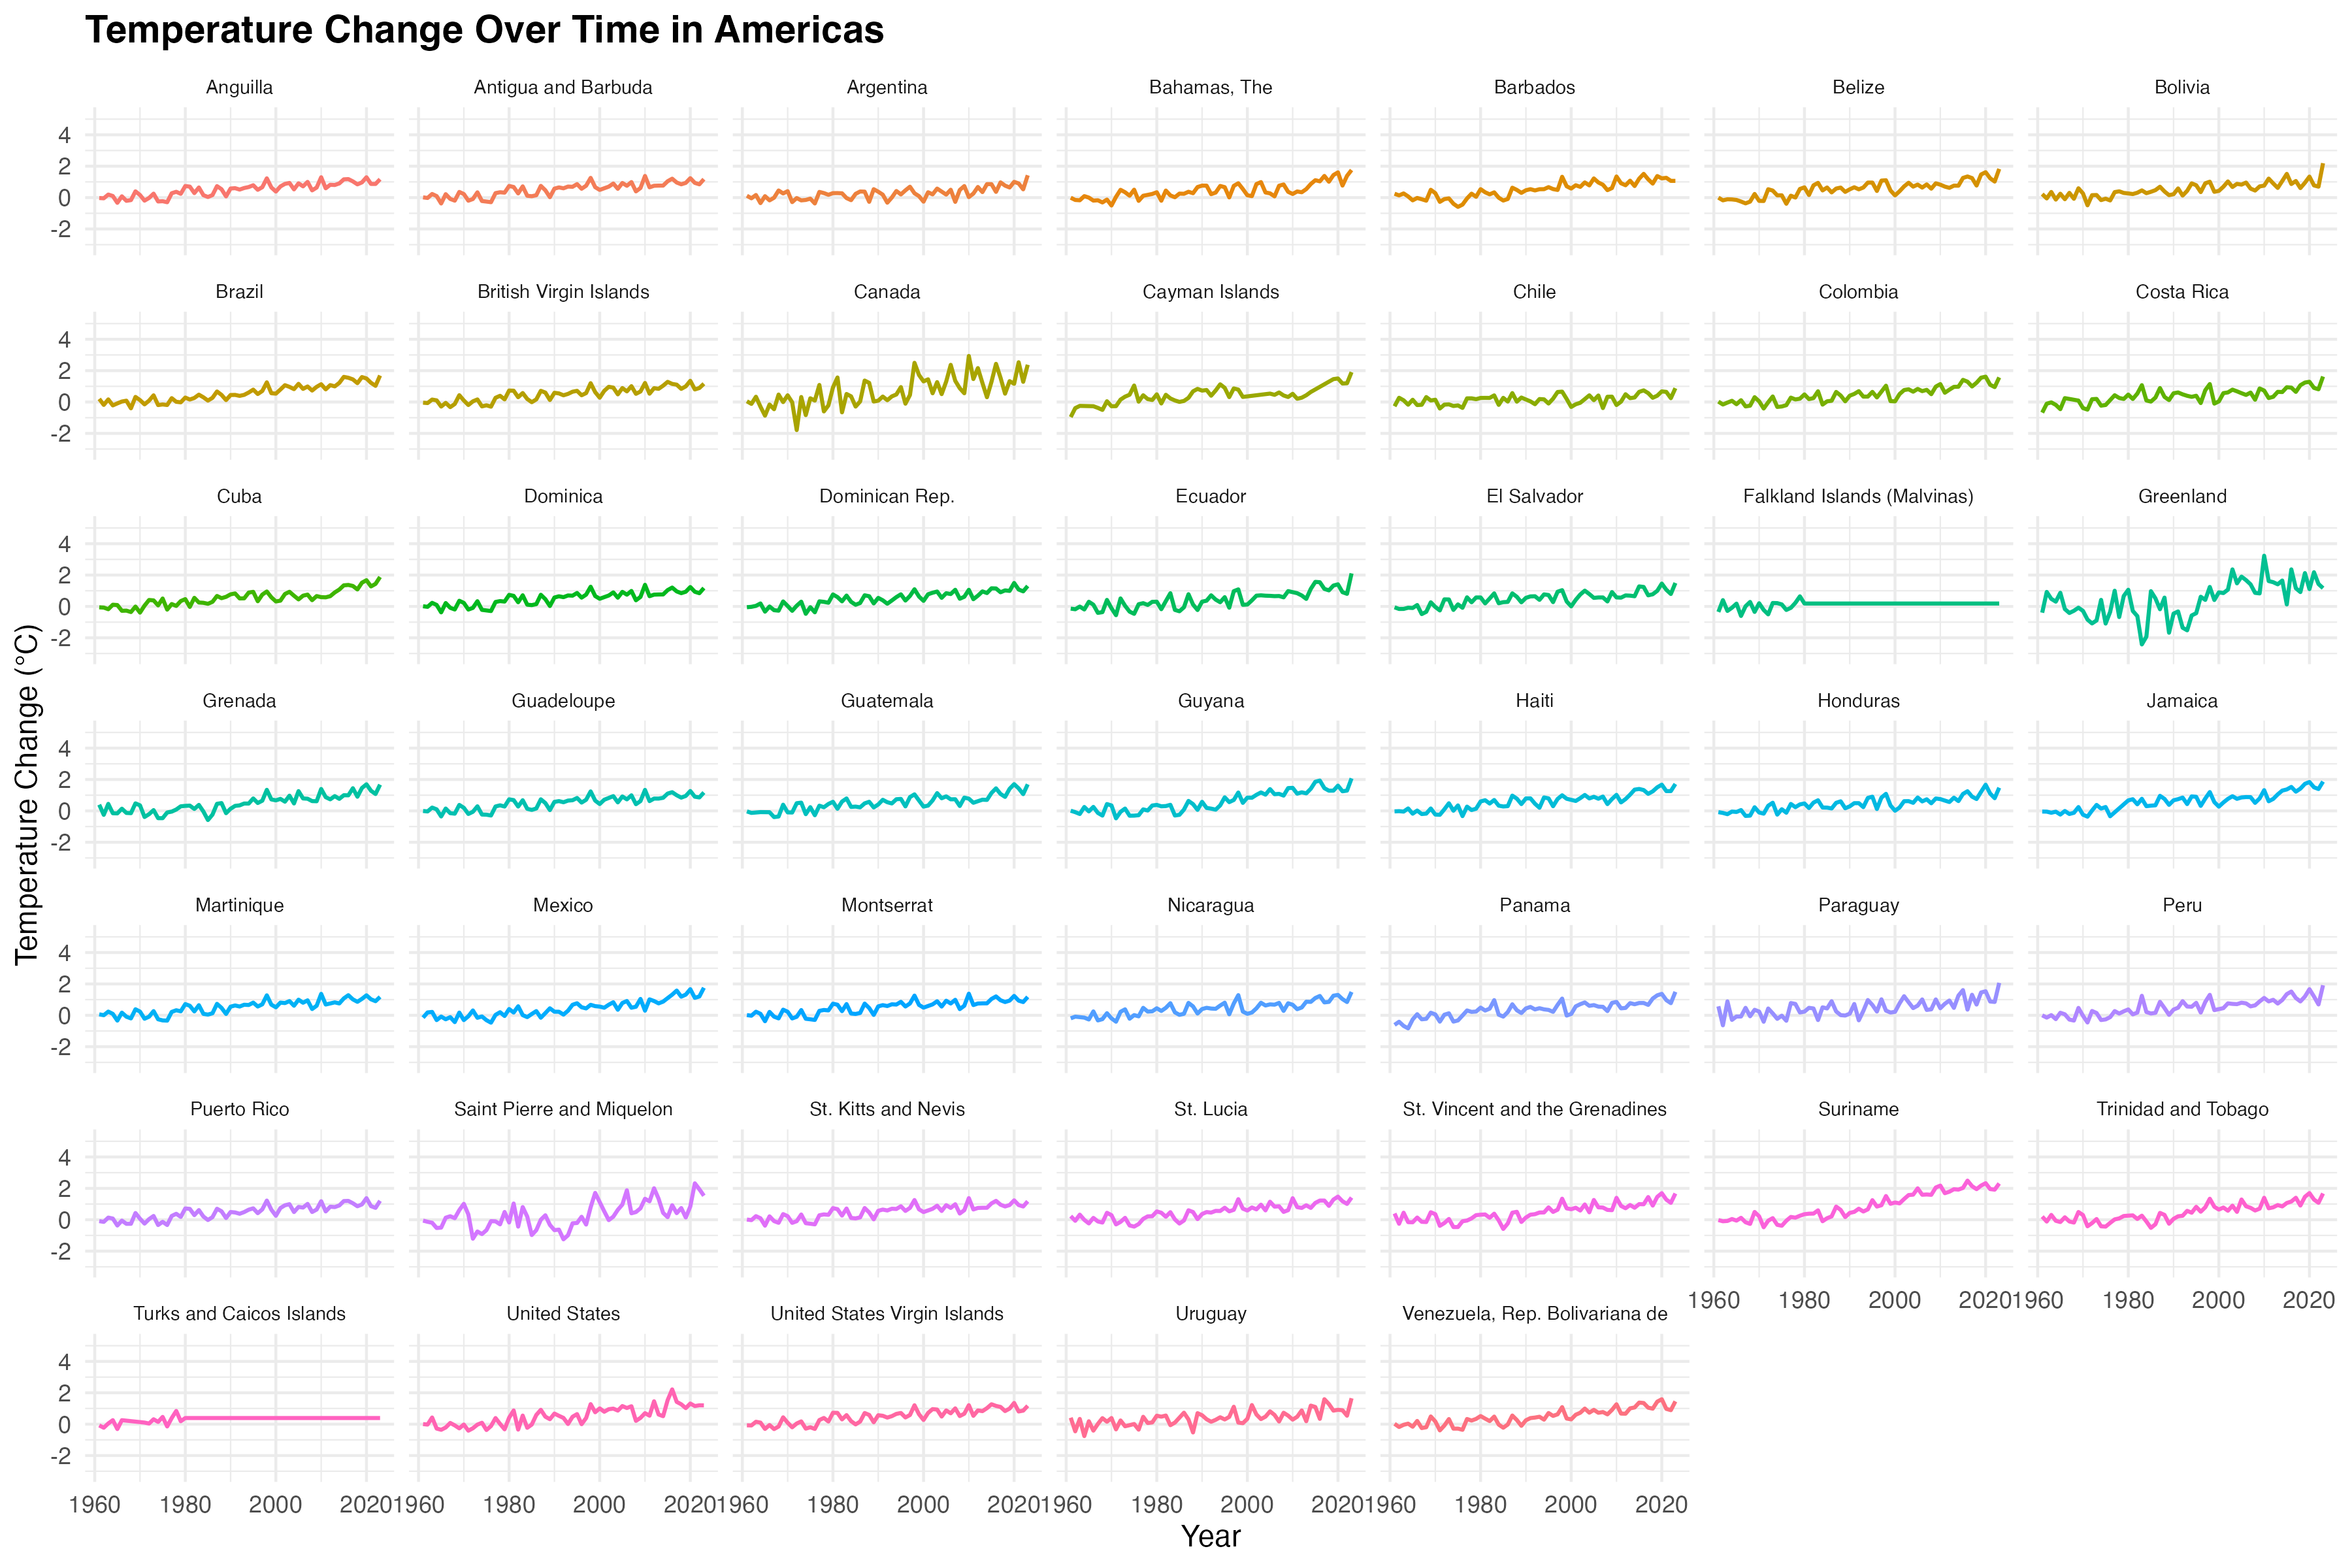 Temperature Change Over Time in Americas
Anguilla Antigua and Barbuda Argentina Bahamas, The Barbados Belize Bolivia
4
2
0
-2
Brazil British Virgin Islands Canada Cayman Islands Chile Colombia Costa Rica
4
2
0
-2
Cuba Dominica Dominican Rep. Ecuador El Salvador Falkland Islands (Malvinas) Greenland
4
2
0
-2
Temperature Change (°C)
Grenada Guadeloupe Guatemala Guyana Haiti Honduras Jamaica
4
2
0
-2
Martinique Mexico Montserrat Nicaragua Panama Paraguay Peru
4
2
0
-2
Puerto Rico Saint Pierre and Miquelon St. Kitts and Nevis St. Lucia St. Vincent and the Grenadines Suriname Trinidad and Tobago
4
2
0
-2
1960 1980 2000 2020 1960 1980 2000 2020
Turks and Caicos Islands United States United States Virgin Islands Uruguay Venezuela, Rep. Bolivariana de
4
2
0
-2
1960 1980 2000 2020 1960 1980 2000 2020 1960 1980 2000 2020 1960 1980 2000 2020 1960 1980 2000 2020
Year